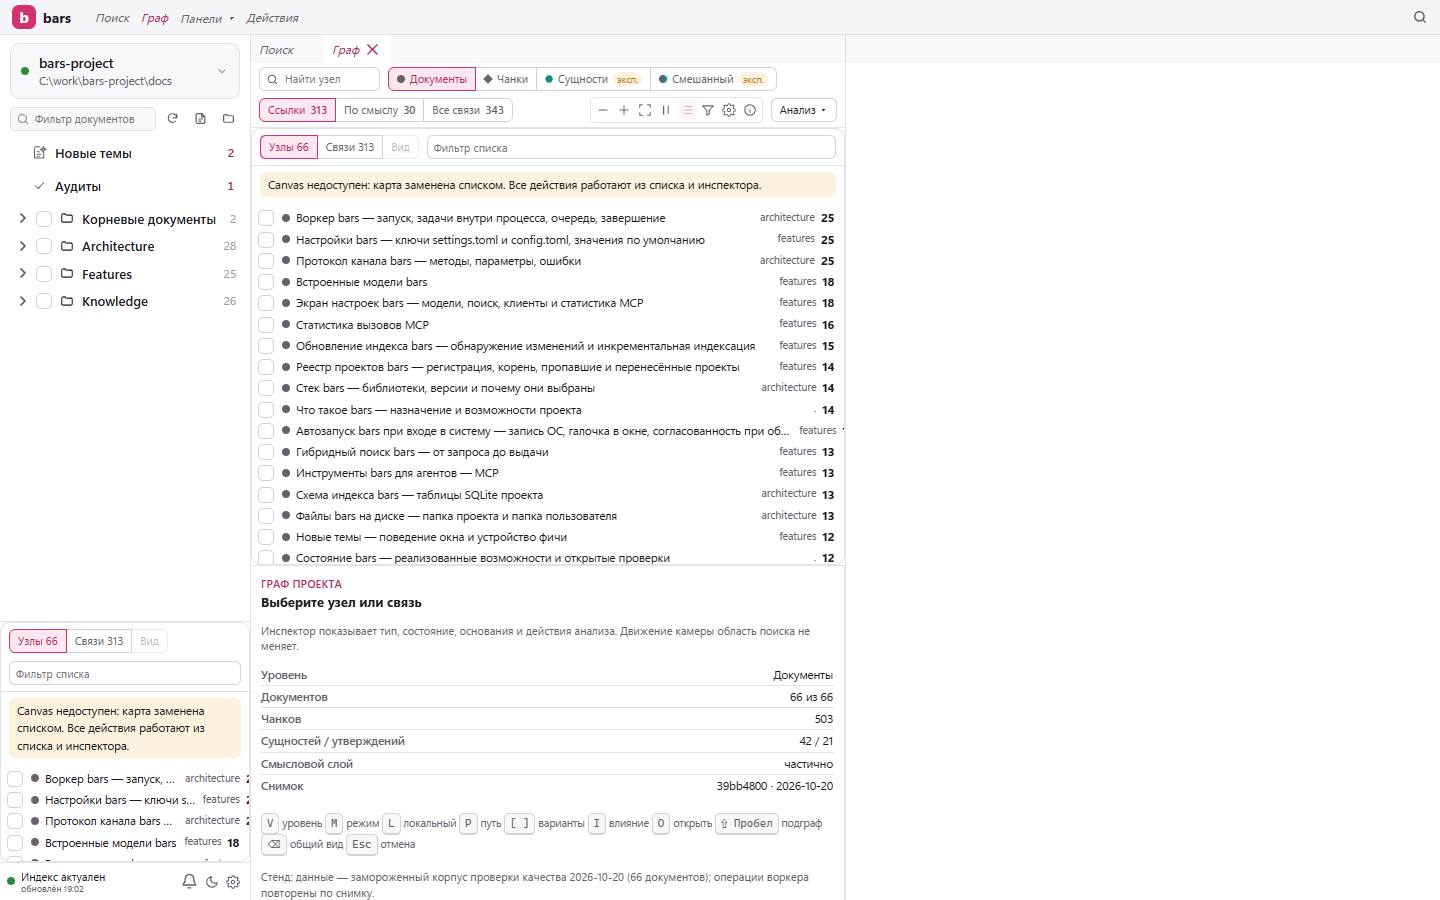 b bars Поиск Граф Панели Действия
bars-project
C:\work\bars-project\docs
Фильтр документов
Новые темы 2
Аудиты 1
Корневые документы 2
Architecture 28
Features 25
Knowledge 26
Узлы 66 Связи 313 Вид
Фильтр списка
Canvas недоступен: карта заменена
списком. Все действия работают из
списка и инспектора.
Воркер bars — запуск, ... architecture
Настройки bars — ключи s... features
Протокол канала bars ... architecture
Встроенные модели bars features 18
Индекс актуален
обновлён 19:02
Поиск Граф
Найти узел Документы Чанки Сущности эксп. Смешанный эксп.
Ссылки 313 По смыслу 30 Все связи 343 Анализ
Узлы 66 Связи 313 Вид Фильтр списка
Canvas недоступен: карта заменена списком. Все действия работают из списка и инспектора.
Воркер bars — запуск, задачи внутри процесса, очередь, завершение architecture 25
Настройки bars — ключи settings.toml и config.toml, значения по умолчанию features 25
Протокол канала bars — методы, параметры, ошибки architecture 25
Встроенные модели bars features 18
Экран настроек bars — модели, поиск, клиенты и статистика MCP features 18
Статистика вызовов MCP features 16
Обновление индекса bars — обнаружение изменений и инкрементальная индексация features 15
Реестр проектов bars — регистрация, корень, пропавшие и перенесённые проекты features 14
Стек bars — библиотеки, версии и почему они выбраны architecture 14
Что такое bars — назначение и возможности проекта . 14
Автозапуск bars при входе в систему — запись ОС, галочка в окне, согласованность при об... features
Гибридный поиск bars — от запроса до выдачи features 13
Инструменты bars для агентов — MCP features 13
Схема индекса bars — таблицы SQLite проекта architecture 13
Файлы bars на диске — папка проекта и папка пользователя architecture 13
Новые темы — поведение окна и устройство фичи features 12
Состояние bars — реализованные возможности и открытые проверки . 12
ГРАФ ПРОЕКТА
Выберите узел или связь
Инспектор показывает тип, состояние, основания и действия анализа. Движение камеры область поиска не
меняет.
Уровень Документы
Документов 66 из 66
Чанков 503
Сущностей / утверждений 42 / 21
Смысловой слой частично
Снимок 39bb4800 · 2026-10-20
V уровень M режим L локальный P путь [ ] варианты I влияние O открыть ⇧ Пробел подграф
⌫ общий вид Esc отмена
Стенд: данные — замороженный корпус проверки качества 2026-10-20 (66 документов); операции воркера
повторены по снимку.